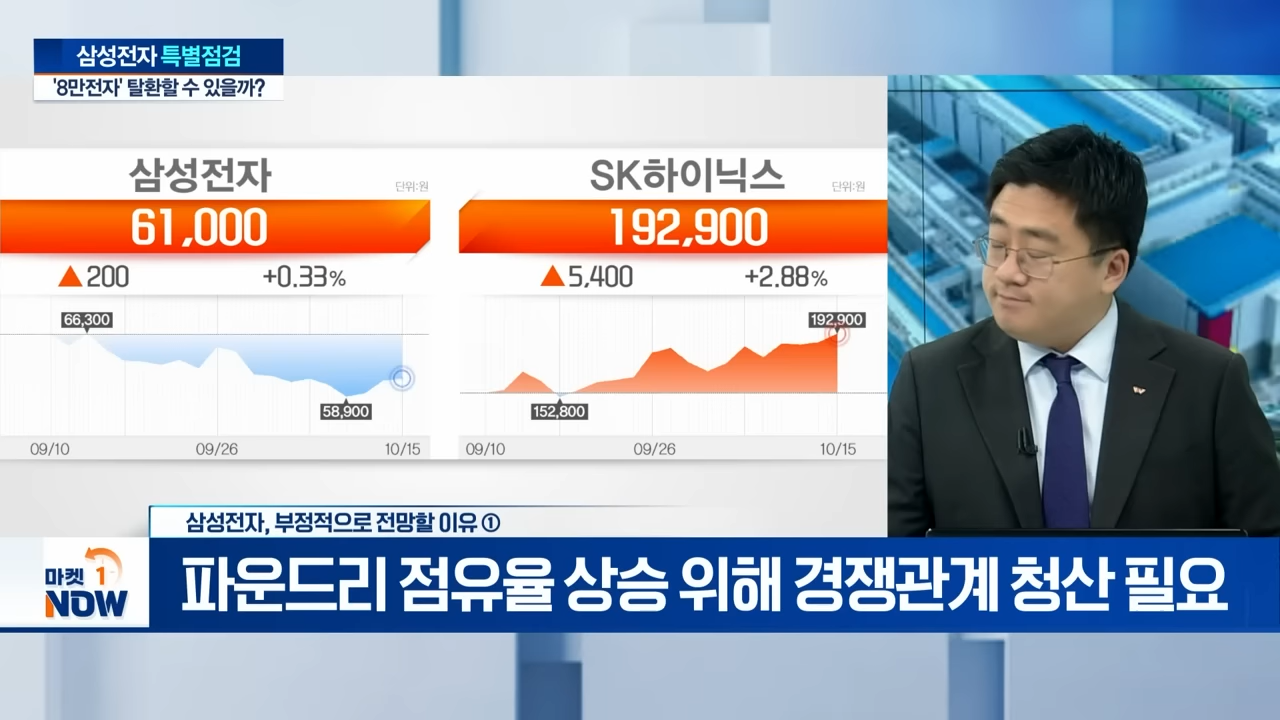 삼성전자 특별점검
'8만전자' 탈환할 수 있을까?
삼성전자
단위:원
61,000
▲200 +0.33%
66,300
58,900
09/10 09/26 10/15
SK하이닉스
단위:원
192,900
▲5,400 +2.88%
192,900
152,800
09/10 09/26 10/15
삼성전자, 부정적으로 전망할 이유 ①
마켓 1
NOW
파운드리 점유율 상승 위해 경쟁관계 청산 필요